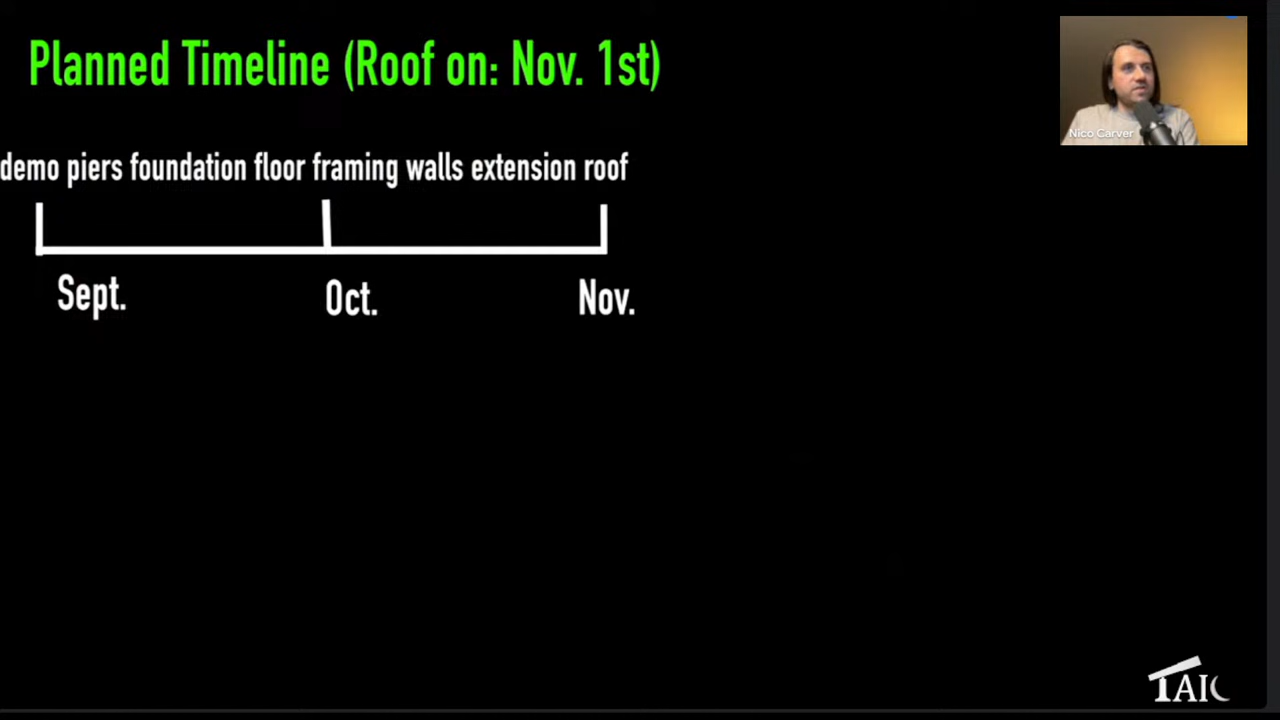 Planned Timeline (Roof on: Nov. 1st)
Nico Carver
demo piers foundation floor framing walls extension roof
Sept. Oct. Nov.
TAIC